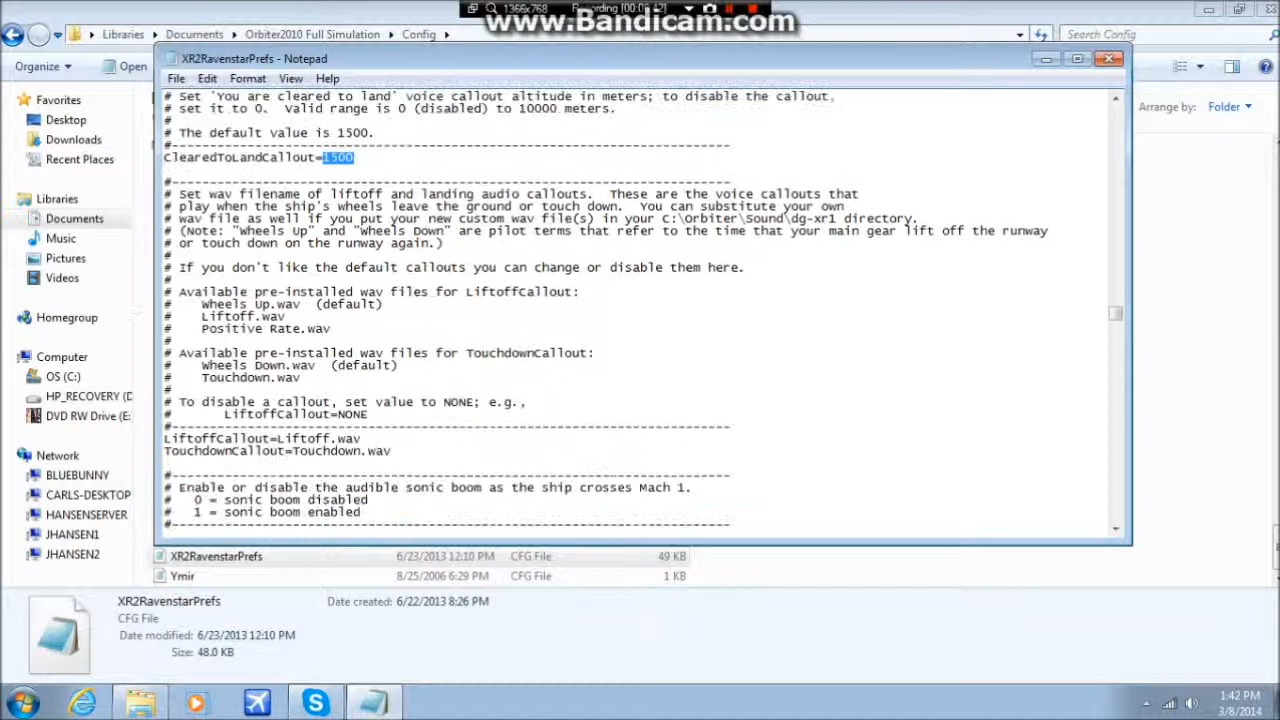 1366x768
Recording [00:08:42]
www.Bandicam.com
Libraries
Documents
Orbiter2010 Full Simulation
Config
Search Config
Organize
Open
Arrange by: Folder
XR2RavenstarPrefs - Notepad
File Edit Format View Help
# Set 'You are cleared to land' voice callout altitude in meters; to disable the callout,
# set it to 0.  Valid range is 0 (disabled) to 10000 meters.
#
# The default value is 1500.
#--------------------------------------------------------------------------
ClearedToLandCallout=1500
#--------------------------------------------------------------------------
# Set wav filename of liftoff and landing audio callouts.  These are the voice callouts that
# play when the ship's wheels leave the ground or touch down.  You can substitute your own
# wav file as well if you put your new custom wav file(s) in your C:\Orbiter\Sound\dg-xr1 directory.
# (Note: "Wheels Up" and "Wheels Down" are pilot terms that refer to the time that your main gear lift off the runway
# or touch down on the runway again.)
#
# If you don't like the default callouts you can change or disable them here.
#
# Available pre-installed wav files for LiftoffCallout:
#    Wheels Up.wav  (default)
#    Liftoff.wav
#    Positive Rate.wav
#
# Available pre-installed wav files for TouchdownCallout:
#    Wheels Down.wav  (default)
#    Touchdown.wav
#
# To disable a callout, set value to NONE; e.g.,
#       LiftoffCallout=NONE
#--------------------------------------------------------------------------
LiftoffCallout=Liftoff.wav
TouchdownCallout=Touchdown.wav
#--------------------------------------------------------------------------
# Enable or disable the audible sonic boom as the ship crosses Mach 1.
#   0 = sonic boom disabled
#   1 = sonic boom enabled
#--------------------------------------------------------------------------
Favorites
Desktop
Downloads
Recent Places
Libraries
Documents
Music
Pictures
Videos
Homegroup
Computer
OS (C:)
HP_RECOVERY (D
DVD RW Drive (E:
Network
BLUEBUNNY
CARLS-DESKTOP
HANSENSERVER
JHANSEN1
JHANSEN2
XR2RavenstarPrefs 6/23/2013 12:10 PM CFG File 49 KB
Ymir 8/25/2006 6:29 PM CFG File 1 KB
XR2RavenstarPrefs
CFG File
Date modified: 6/23/2013 12:10 PM
Size: 48.0 KB
Date created: 6/22/2013 8:26 PM
1:42 PM
3/8/2014